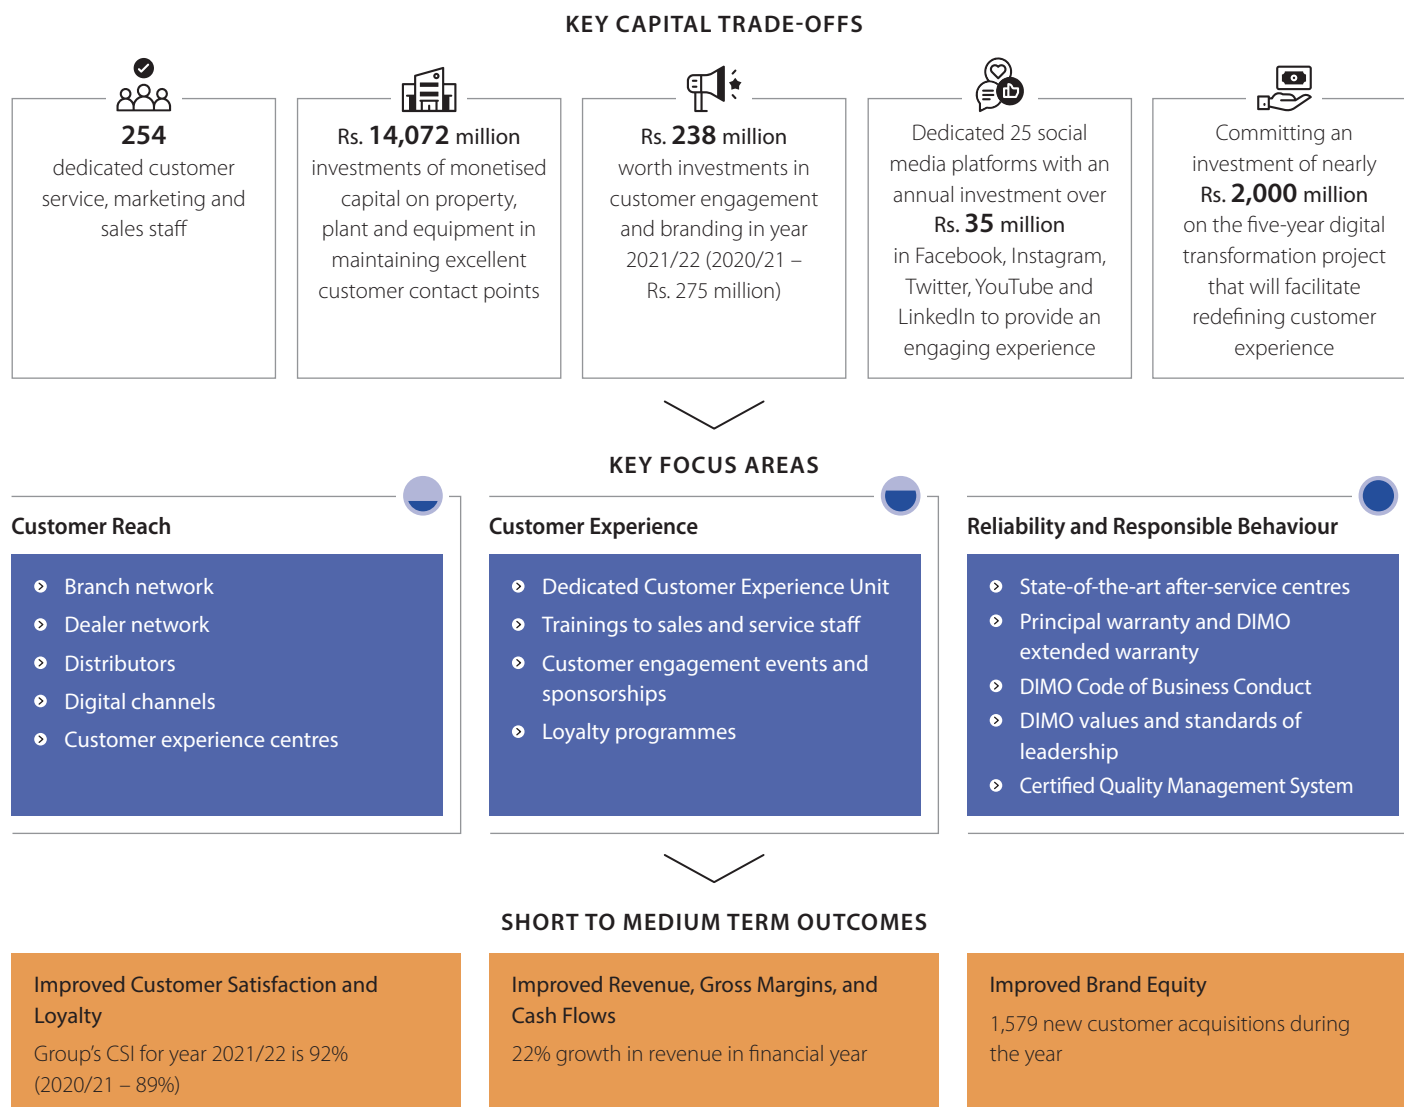 KEY CAPITAL TRADE-OFFS
254
dedicated customer
service, marketing and
sales staff
Rs. 14,072 million
investments of monetised
capital on property,
plant and equipment in
maintaining excellent
customer contact points
Rs. 238 million
worth investments in
customer engagement
and branding in year
2021/22 (2020/21 –
Rs. 275 million)
Dedicated 25 social
media platforms with an
annual investment over
Rs. 35 million
in Facebook, Instagram,
Twitter, YouTube and
LinkedIn to provide an
engaging experience
Committing an
investment of nearly
Rs. 2,000 million
on the five-year digital
transformation project
that will facilitate
redefining customer
experience
KEY FOCUS AREAS
Customer Reach
Branch network
Dealer network
Distributors
Digital channels
Customer experience centres
Customer Experience
Dedicated Customer Experience Unit
Trainings to sales and service staff
Customer engagement events and
sponsorships
Loyalty programmes
Reliability and Responsible Behaviour
State-of-the-art after-service centres
Principal warranty and DIMO
extended warranty
DIMO Code of Business Conduct
DIMO values and standards of
leadership
Certified Quality Management System
SHORT TO MEDIUM TERM OUTCOMES
Improved Customer Satisfaction and
Loyalty
Group's CSI for year 2021/22 is 92%
(2020/21 – 89%)
Improved Revenue, Gross Margins, and
Cash Flows
22% growth in revenue in financial year
Improved Brand Equity
1,579 new customer acquisitions during
the year